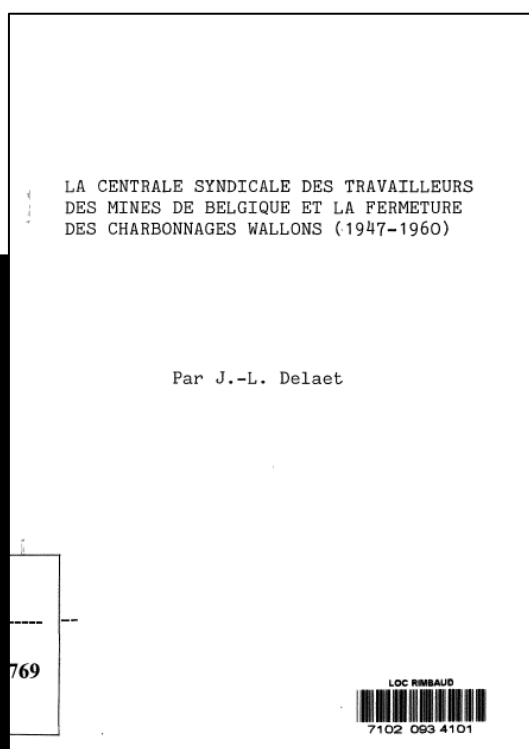 LA CENTRALE SYNDICALE DES TRAVAILLEURS
DES MINES DE BELGIQUE ET LA FERMETURE
DES CHARBONNAGES WALLONS (1947-1960)
Par J.-L. Delaet
769
LOC RIMBAUD
7102 093 4101